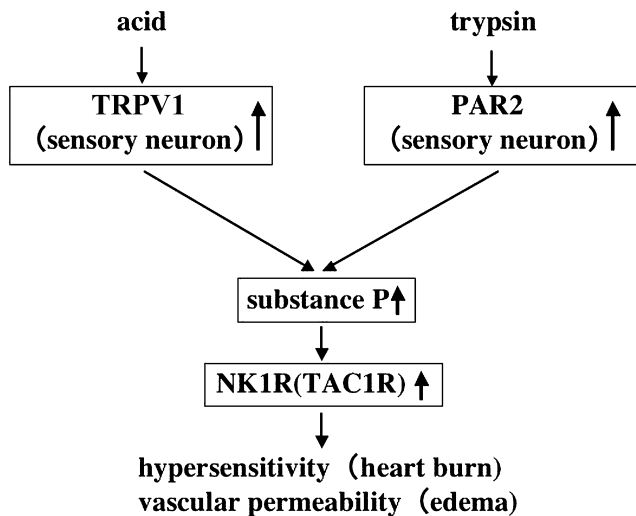 acid
trypsin
TRPV1
（sensory neuron）
PAR2
（sensory neuron）
substance P
NK1R(TAC1R)
hypersensitivity（heart burn)
vascular permeability（edema)